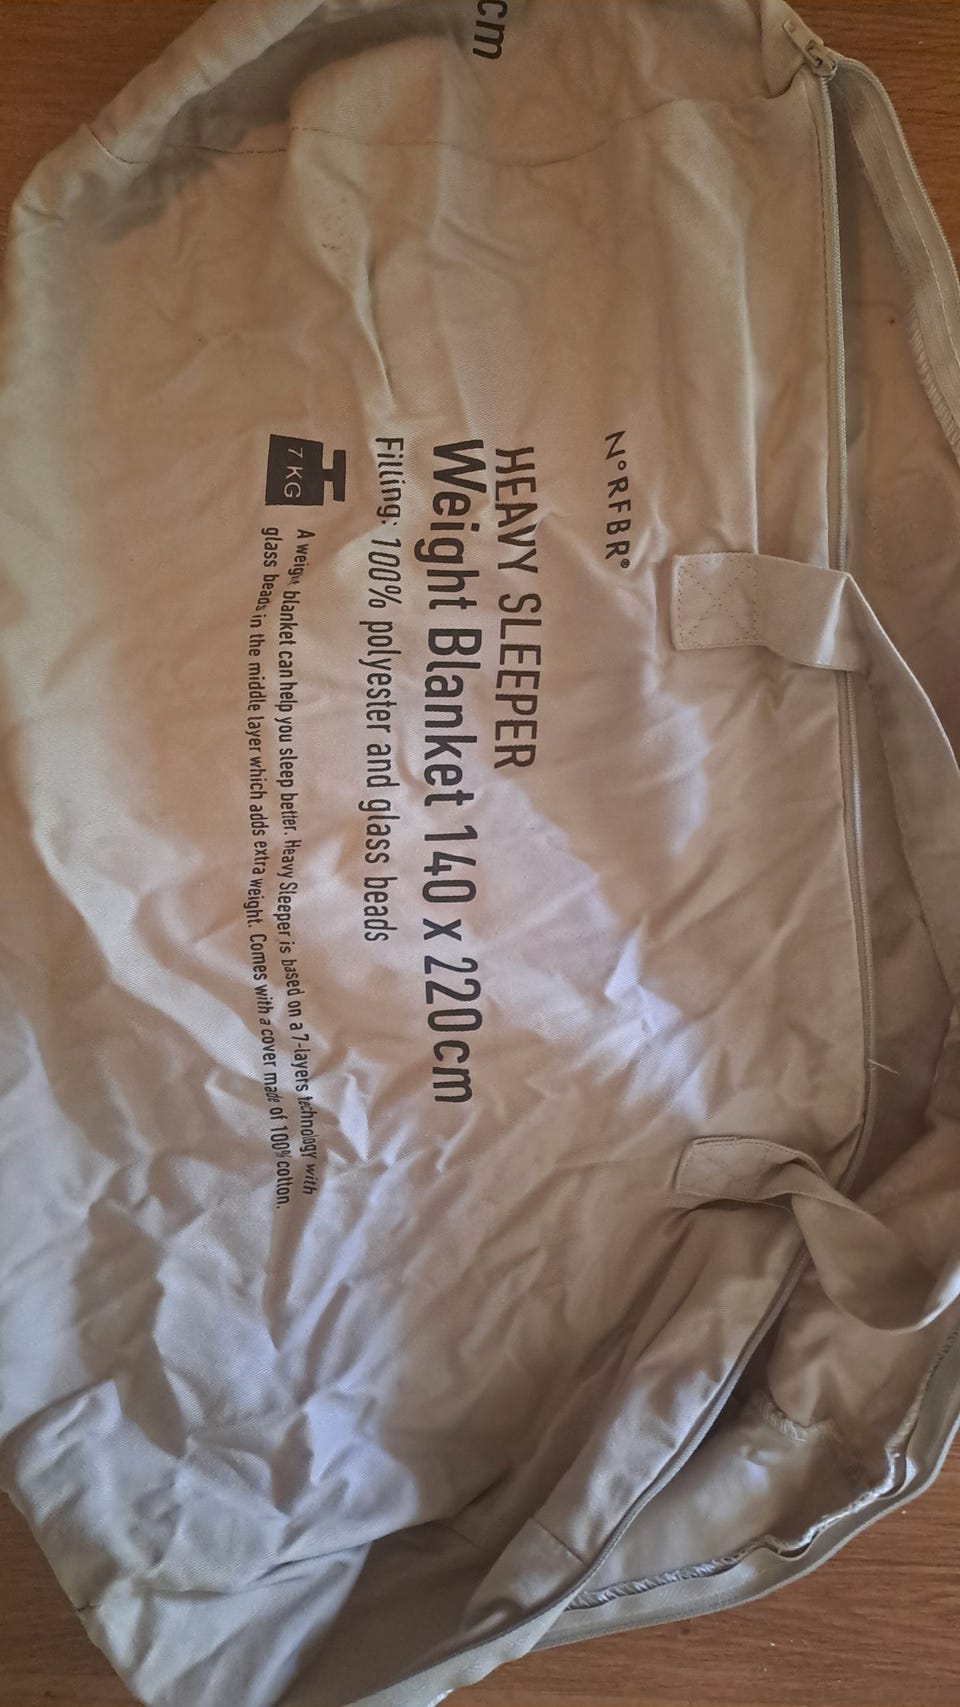 cm
N°RFBR®
HEAVY SLEEPER
Weight Blanket 140 x 220cm
Filling: 100% polyester and glass beads
7 KG
A weight blanket can help you sleep better. Heavy Sleeper is based on a 7-layers technology with
glass beads in the middle layer which adds extra weight. Comes with a cover made of 100% cotton.